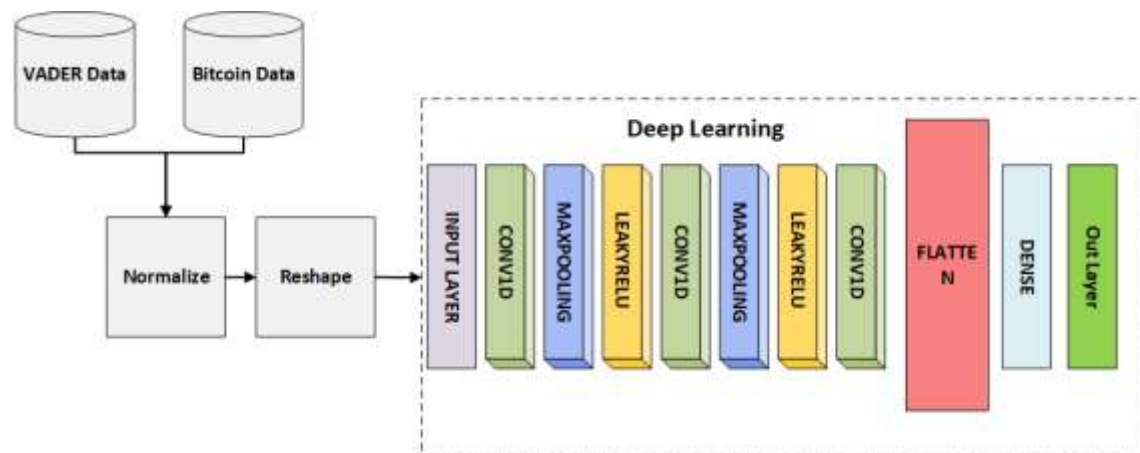 VADER Data
Bitcoin Data
Normalize
Reshape
Deep Learning
INPUT LAYER
CONV1D
MAXPOOLING
LEAKYRELU
CONV1D
MAXPOOLING
LEAKYRELU
CONV1D
FLATTE
N
DENSE
Out Layer